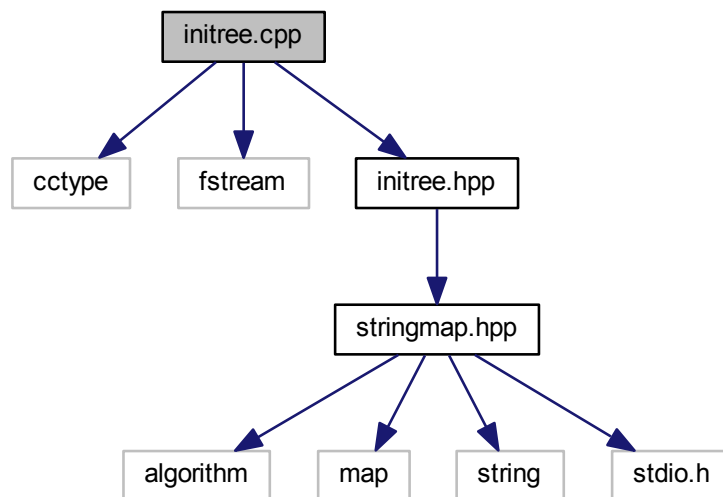 initree.cpp
cctype
fstream
initree.hpp
stringmap.hpp
algorithm
map
string
stdio.h